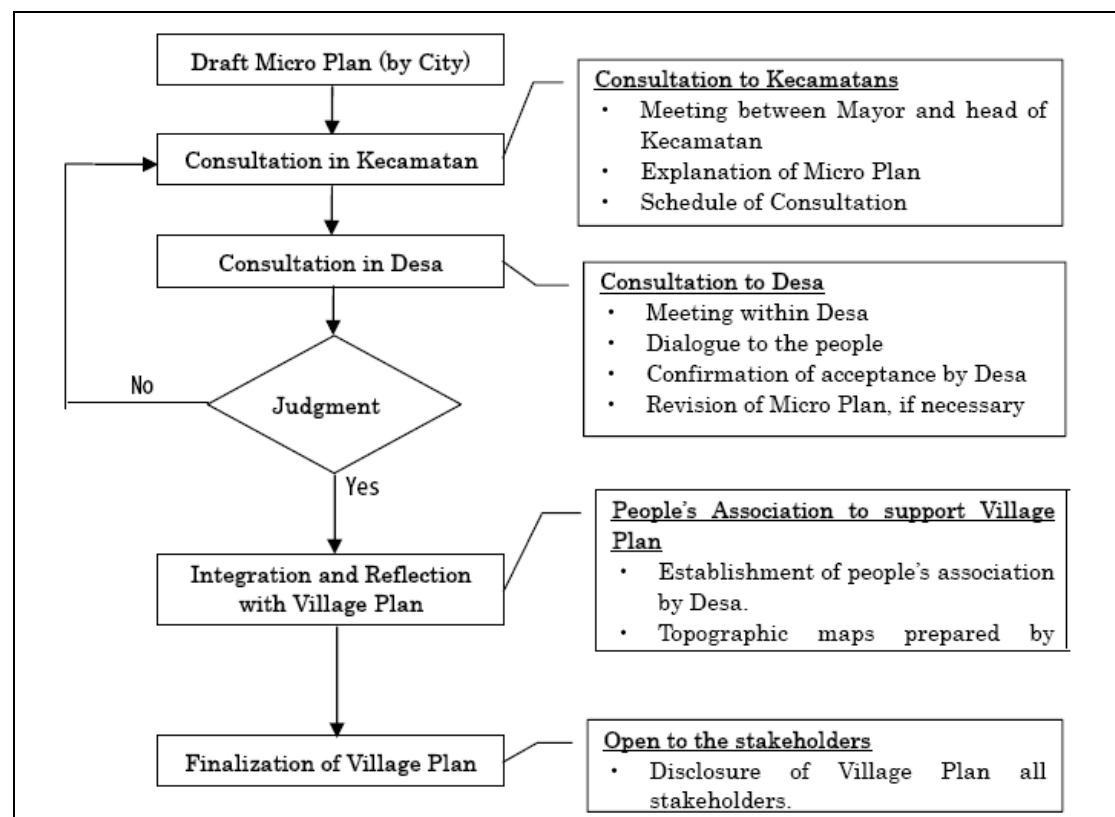 Draft Micro Plan (by City)
Consultation to Kecamatans
・ Meeting between Mayor and head of
Kecamatan
・ Explanation of Micro Plan
・ Schedule of Consultation
Consultation in Kecamatan
Consultation in Desa
Consultation to Desa
・ Meeting within Desa
・ Dialogue to the people
・ Confirmation of acceptance by Desa
・ Revision of Micro Plan, if necessary
No
Judgment
Yes
People's Association to support Village
Plan
・ Establishment of people's association
by Desa.
・ Topographic maps prepared by
Integration and Reflection
with Village Plan
Finalization of Village Plan
Open to the stakeholders
・ Disclosure of Village Plan all
stakeholders.